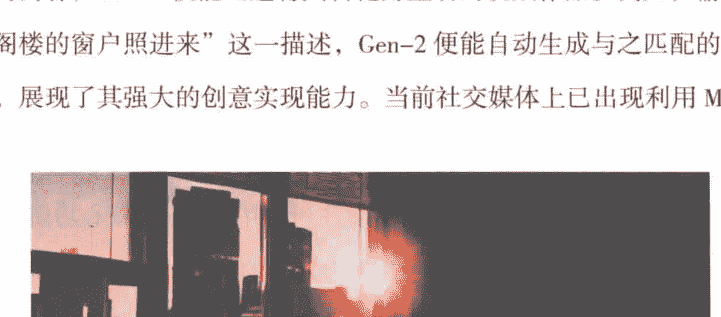 阁楼的窗户照进来”这一描述，Gen-2 便能自动生成与之匹配的
，展现了其强大的创意实现能力。当前社交媒体上已出现利用 M